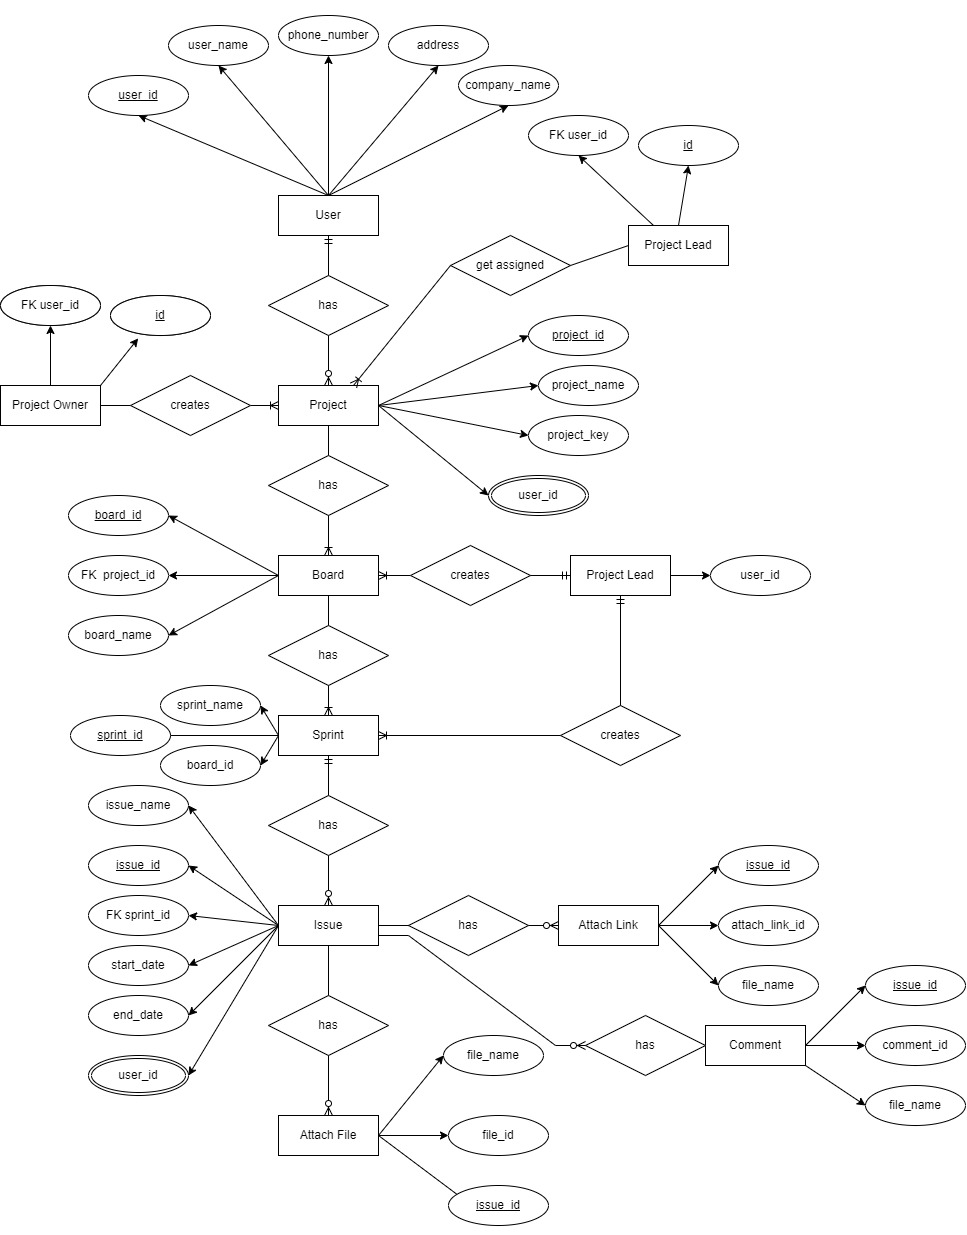 phone_number
user_name
address
company_name
user_id
FK user_id
id
User
Project Lead
get assigned
has
FK user_id
id
project_id
project_name
Project Owner
creates
Project
project_key
has
user_id
board_id
FK  project_id
Board
creates
Project Lead
user_id
board_name
has
sprint_name
sprint_id
Sprint
creates
board_id
issue_name
has
issue_id
issue_id
FK sprint_id
Issue
has
Attach Link
attach_link_id
start_date
file_name
issue_id
end_date
has
has
Comment
comment_id
user_id
file_name
file_name
Attach File
file_id
issue_id